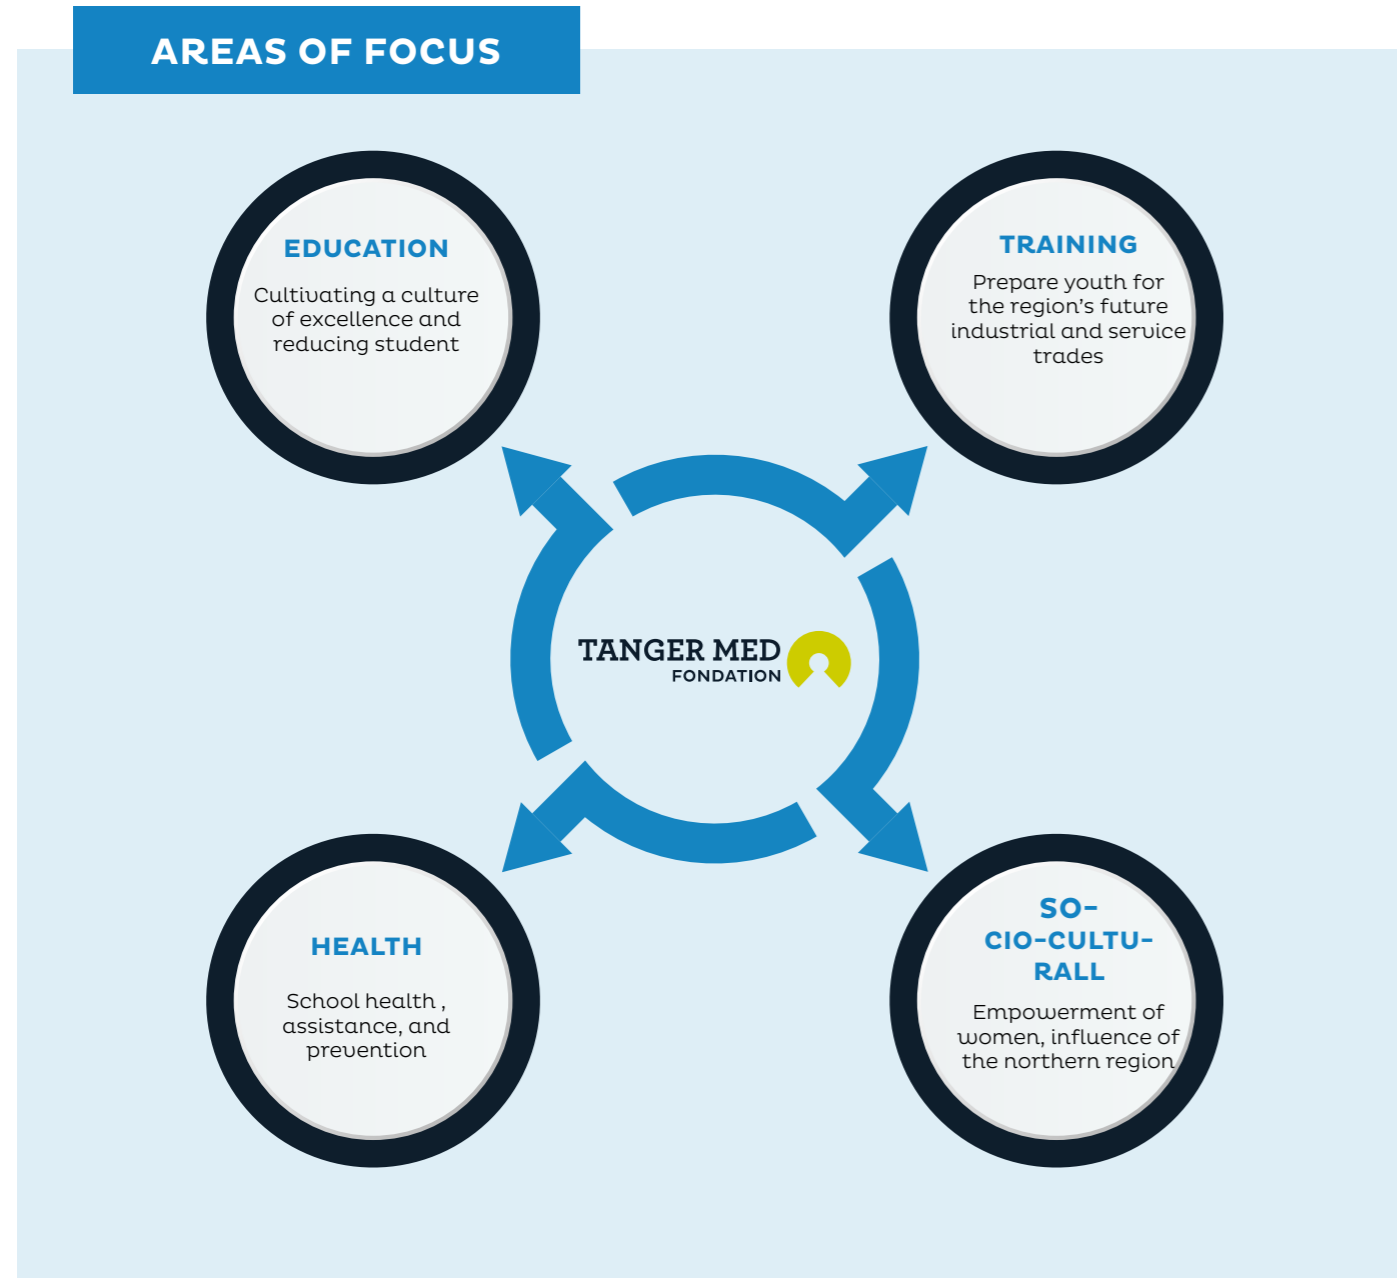 AREAS OF FOCUS
EDUCATION
Cultivating a culture
of excellence and
reducing student
TRAINING
Prepare youth for
the region's future
industrial and service
trades
TANGER MED
FONDATION
HEALTH
School health ,
assistance, and
prevention
SO-
CIO-CULTU-
RALL
Empowerment of
women, influence of
the northern region